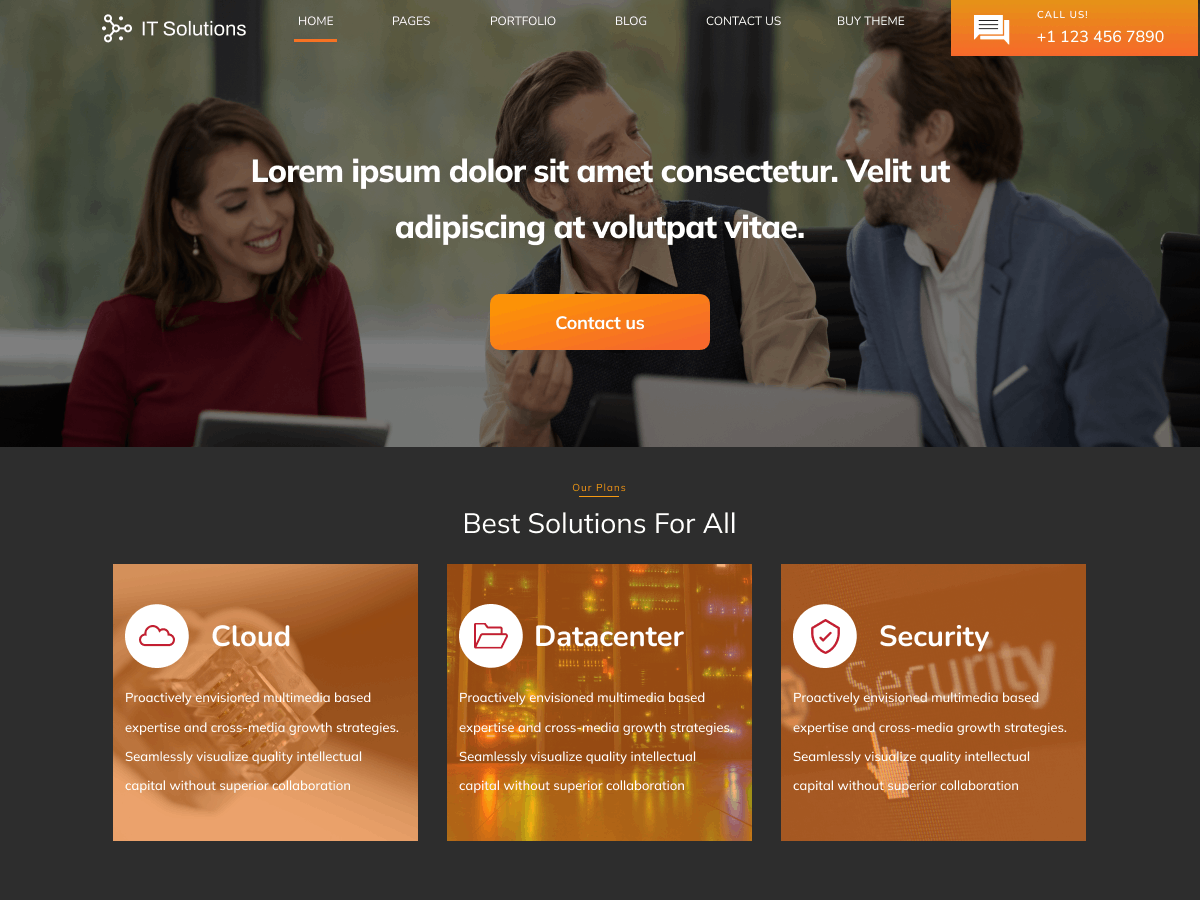 IT Solutions
HOME
PAGES
PORTFOLIO
BLOG
CONTACT US
BUY THEME
CALL US!
+1 123 456 7890
Lorem ipsum dolor sit amet consectetur. Velit ut
adipiscing at volutpat vitae.
Contact us
Our Plans
Best Solutions For All
Cloud
Proactively envisioned multimedia based
expertise and cross-media growth strategies.
Seamlessly visualize quality intellectual
capital without superior collaboration
Datacenter
Proactively envisioned multimedia based
expertise and cross-media growth strategies.
Seamlessly visualize quality intellectual
capital without superior collaboration
Security
Security
Proactively envisioned multimedia based
expertise and cross-media growth strategies.
Seamlessly visualize quality intellectual
capital without superior collaboration